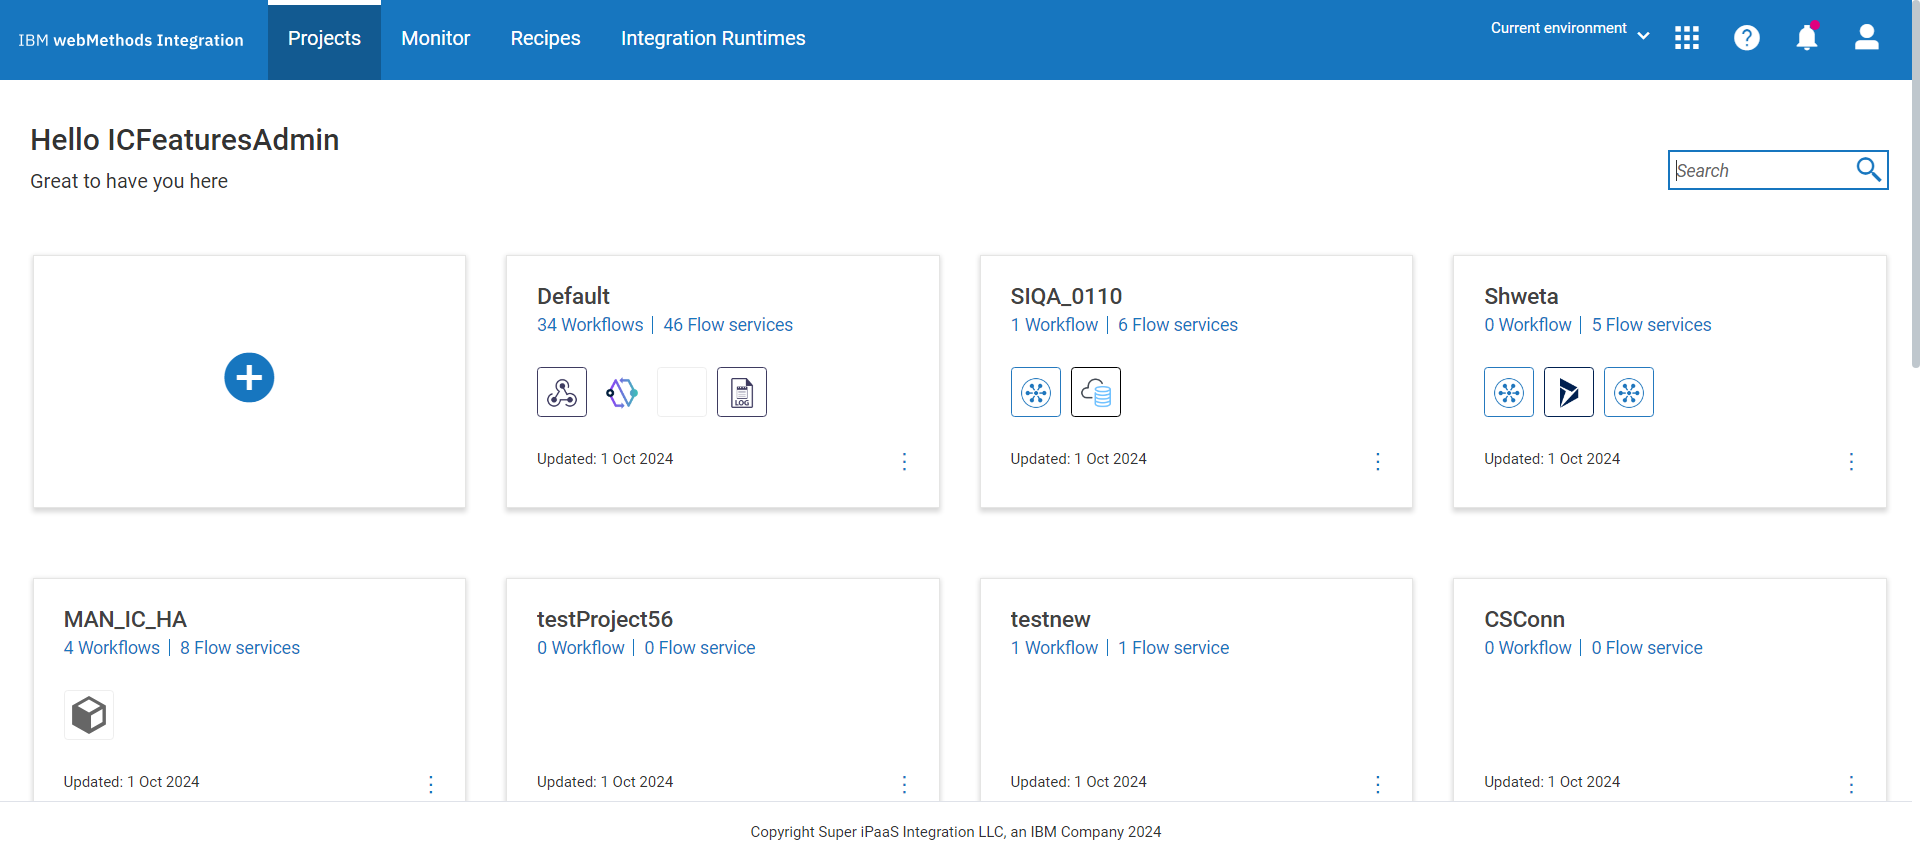 IBM webMethods Integration
Projects
Monitor
Recipes
Integration Runtimes
Current environment
?
Hello ICFeaturesAdmin
Great to have you here
Search
Default
34 Workflows | 46 Flow services
LOG
Updated: 1 Oct 2024
SIQA_0110
1 Workflow | 6 Flow services
Updated: 1 Oct 2024
Shweta
0 Workflow | 5 Flow services
Updated: 1 Oct 2024
MAN_IC_HA
4 Workflows | 8 Flow services
Updated: 1 Oct 2024
testProject56
0 Workflow | 0 Flow service
Updated: 1 Oct 2024
testnew
1 Workflow | 1 Flow service
Updated: 1 Oct 2024
CSConn
0 Workflow | 0 Flow service
Updated: 1 Oct 2024
Copyright Super iPaaS Integration LLC, an IBM Company 2024